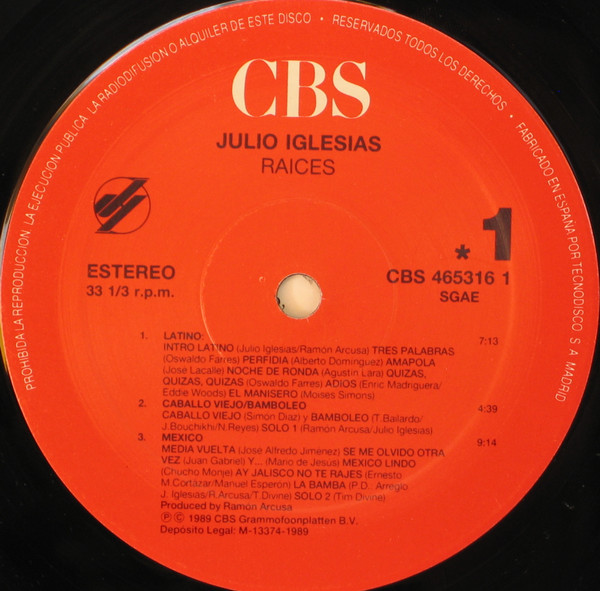 PROHIBIDA LA REPRODUCCION LA EJECUCION PUBLICA LA RADIODIFUSION O ALQUILER DE ESTE DISCO • RESERVADOS TODOS LOS DERECHOS • FABRICADO EN ESPAÑA POR TECNODISCO, S. A. MADRID
CBS
JULIO IGLESIAS
RAICES
* 1
ESTEREO
33 1/3 r.p.m.
CBS 465316 1
SGAE
1. LATINO: 7:13
INTRO LATINO (Julio Iglesias/Ramón Arcusa) TRES PALABRAS
(Oswaldo Farres) PERFIDIA (Alberto Domínguez) AMAPOLA
(José Lacalle) NOCHE DE RONDA (Agustin Lara) QUIZAS,
QUIZAS, QUIZAS (Oswaldo Farres) ADIOS (Enric Madriguera/
Eddie Woods) EL MANISERO (Moises Simons)
2. CABALLO VIEJO/BAMBOLEO 4:39
CABALLO VIEJO (Simon Diaz) y BAMBOLEO (T.Bailardo/
J.Bouchikhi/N.Reyes) SOLO 1 (Ramon Arcusa/Julio Iglesias)
3. MEXICO 9:14
MEDIA VUELTA (José Alfredo Jiménez) SE ME OLVIDO OTRA
VEZ (Juan Gabriel) Y... (Mario de Jesús) MEXICO LINDO
(Chucho Monje) AY JALISCO NO TE RAJES (Ernesto
M.Cortázar/Manuel Esperón) LA BAMBA (P.D. Arreglo
J. Iglesias/R.Arcusa/T.Divine) SOLO 2 (Tim Divine)
Produced by Ramón Arcusa
℗ © 1989 CBS Grammofoonplatten B.V.
Depósito Legal: M-13374-1989